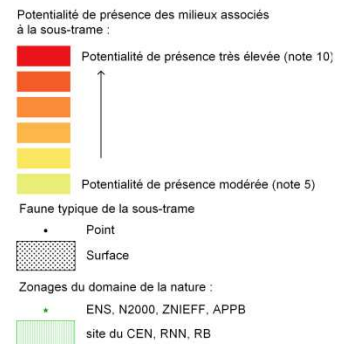 Potentialité de présence des milieux associés
à la sous-trame :
Potentialité de présence très élevée (note 10)
Potentialité de présence modérée (note 5)
Faune typique de la sous-trame
Point
Surface
Zonages du domaine de la nature :
ENS, N2000, ZNIEFF, APPB
site du CEN, RNN, RB